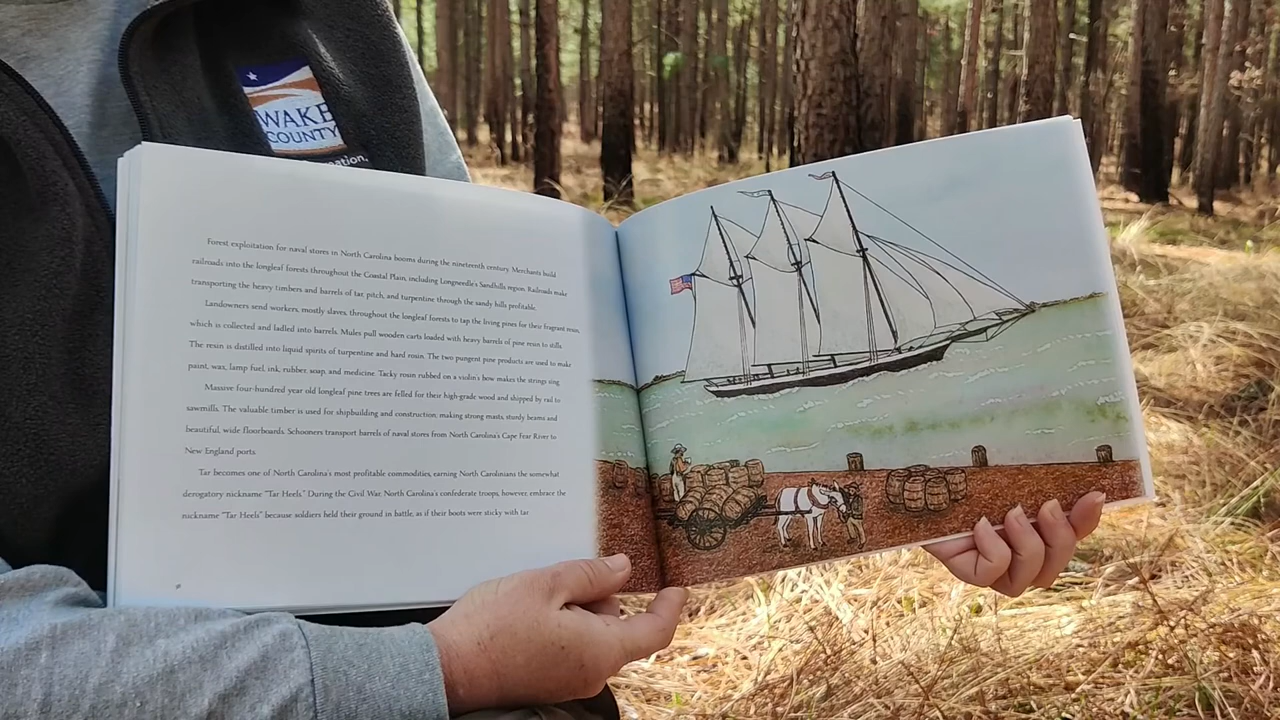 WAKE
COUNTY
ation.
Forest exploitation for naval stores in North Carolina booms during the nineteenth century. Merchants build
railroads into the longleaf forests throughout the Coastal Plain, including Longneedle's Sandhills region. Railroads make
transporting the heavy timbers and barrels of tar, pitch, and turpentine through the sandy hills profitable.
Landowners send workers, mostly slaves, throughout the longleaf forests to tap the living pines for their fragrant resin,
which is collected and ladled into barrels. Mules pull wooden carts loaded with heavy barrels of pine resin to stills.
The resin is distilled into liquid spirits of turpentine and hard rosin. The two pungent pine products are used to make
paint, wax, lamp fuel, ink, rubber, soap, and medicine. Tacky rosin rubbed on a violin's bow makes the strings sing.
Massive four-hundred year old longleaf pine trees are felled for their high-grade wood and shipped by rail to
sawmills. The valuable timber is used for shipbuilding and construction; making strong masts, sturdy beams and
beautiful, wide floorboards. Schooners transport barrels of naval stores from North Carolina's Cape Fear River to
New England ports.
Tar becomes one of North Carolina's most profitable commodities, earning North Carolinians the somewhat
derogatory nickname "Tar Heels." During the Civil War, North Carolina's confederate troops, however, embrace the
nickname "Tar Heels" because soldiers held their ground in battle, as if their boots were sticky with tar.